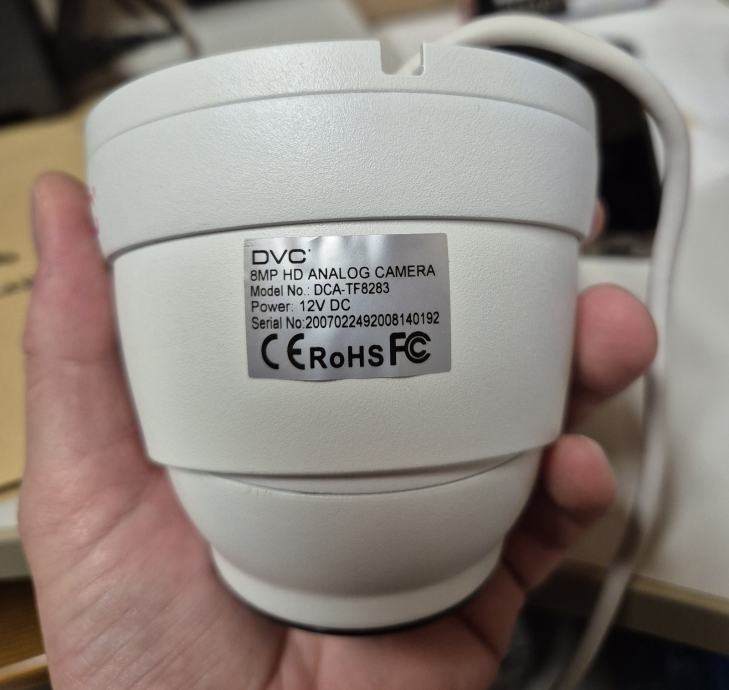 DVC
8MP HD ANALOG CAMERA
Model No.: DCA-TF8283
Power: 12V DC
Serial No:2007022492008140192
CE RoHS FC